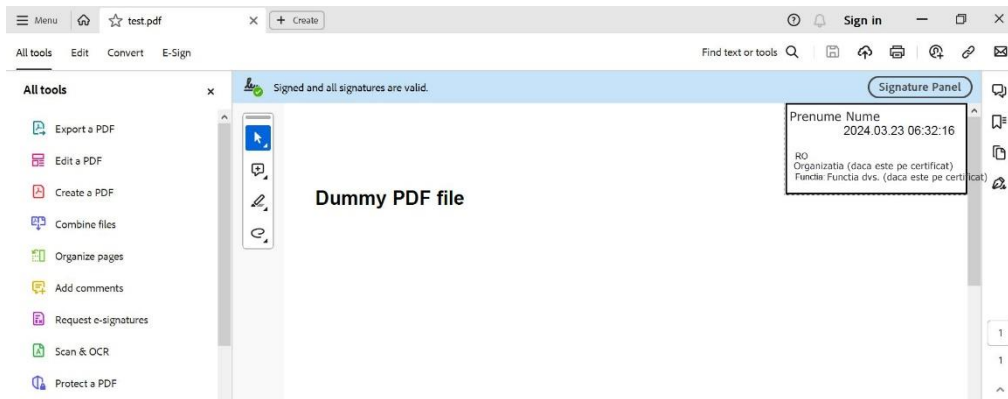 Menu
test.pdf
Create
Sign in
All tools Edit Convert E-Sign
Find text or tools
All tools
Signed and all signatures are valid.
Signature Panel
Export a PDF
Edit a PDF
Create a PDF
Combine files
Organize pages
Add comments
Request e-signatures
Scan & OCR
Protect a PDF
Dummy PDF file
Prenume Nume
2024.03.23 06:32:16
RO
Organizatia (daca este pe certificat)
Functia: Functia dvs. (daca este pe certificat)
1
1